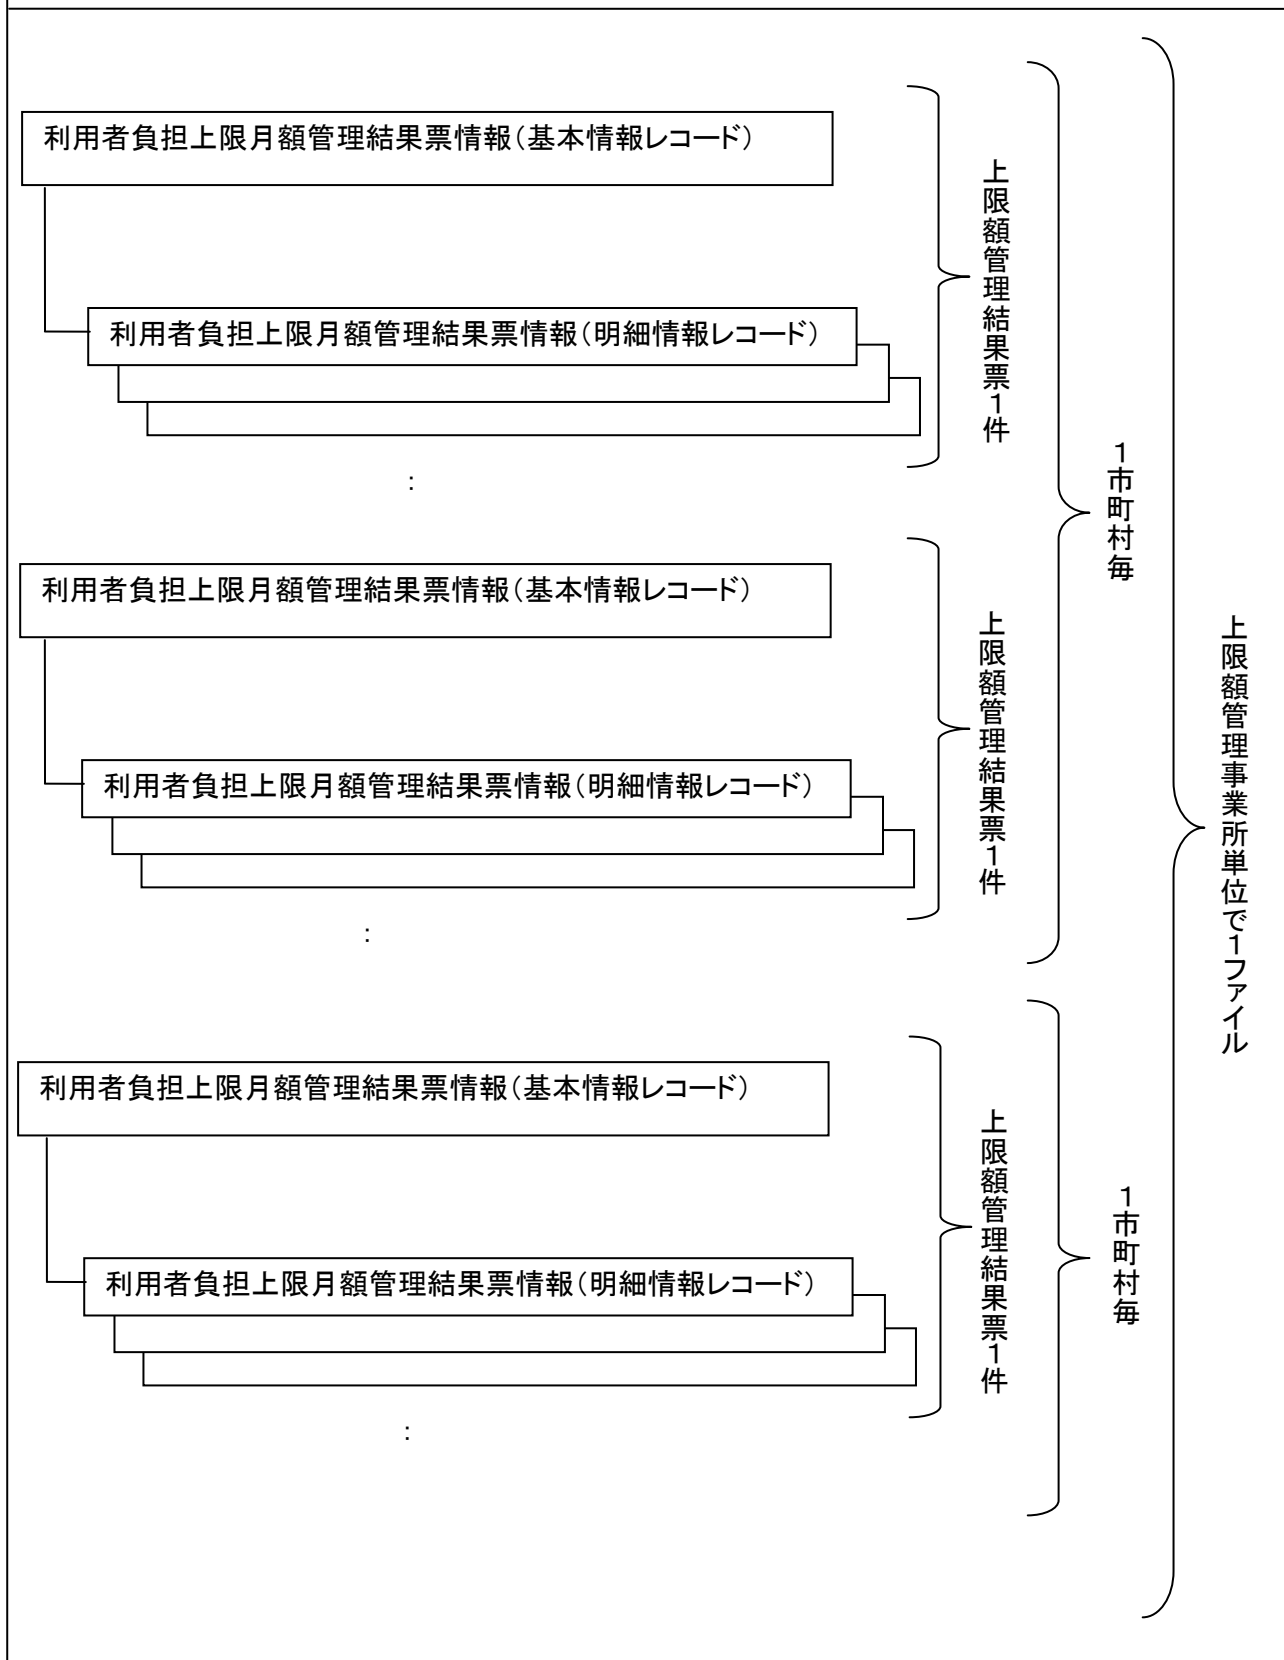 利用者負担上限月額管理結果票情報（基本情報レコード）
利用者負担上限月額管理結果票情報（明細情報レコード）
：
上限額管理結果票１件
利用者負担上限月額管理結果票情報（基本情報レコード）
利用者負担上限月額管理結果票情報（明細情報レコード）
：
上限額管理結果票１件
１市町村毎
利用者負担上限月額管理結果票情報（基本情報レコード）
利用者負担上限月額管理結果票情報（明細情報レコード）
：
上限額管理結果票１件
１市町村毎
上限額管理事業所単位で１ファイル